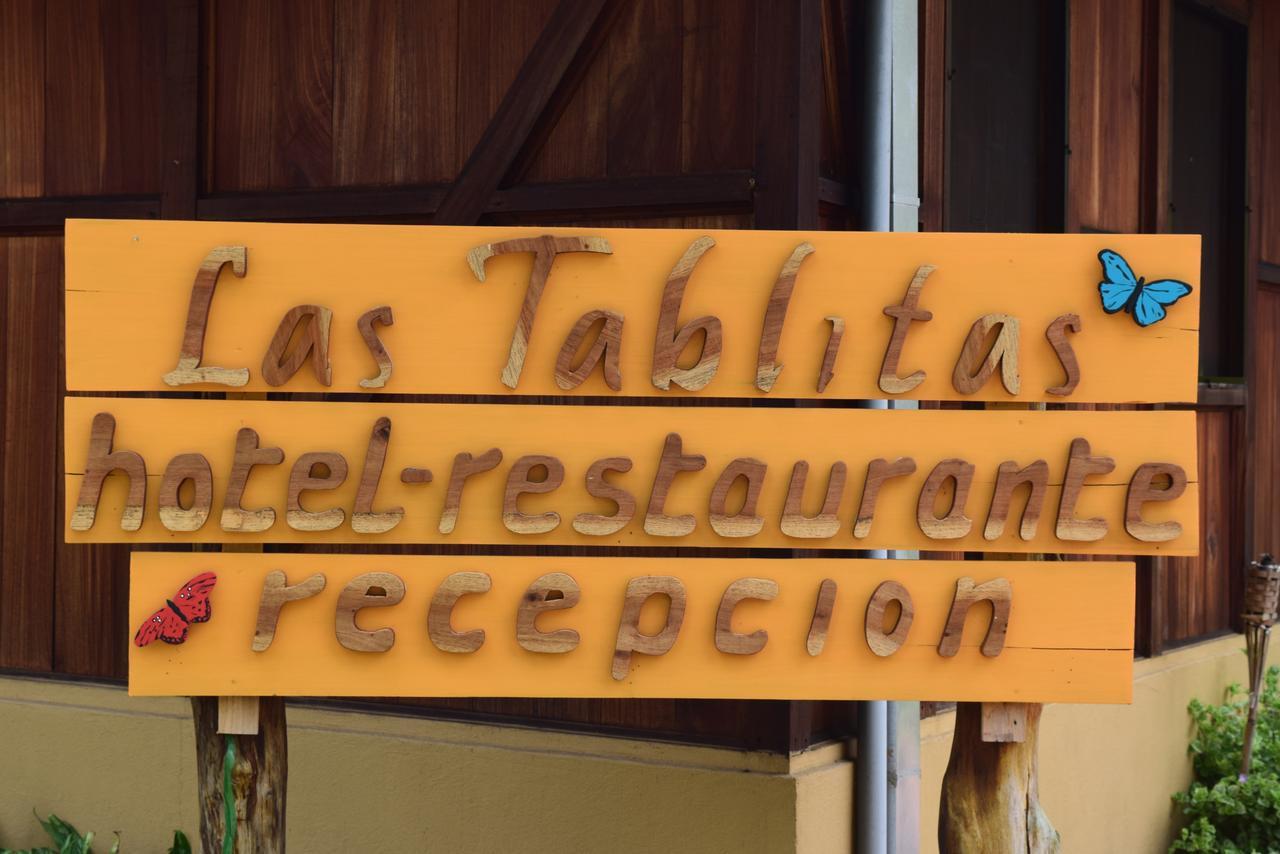 Las Tablitas
hotel-restaurante
recepcion